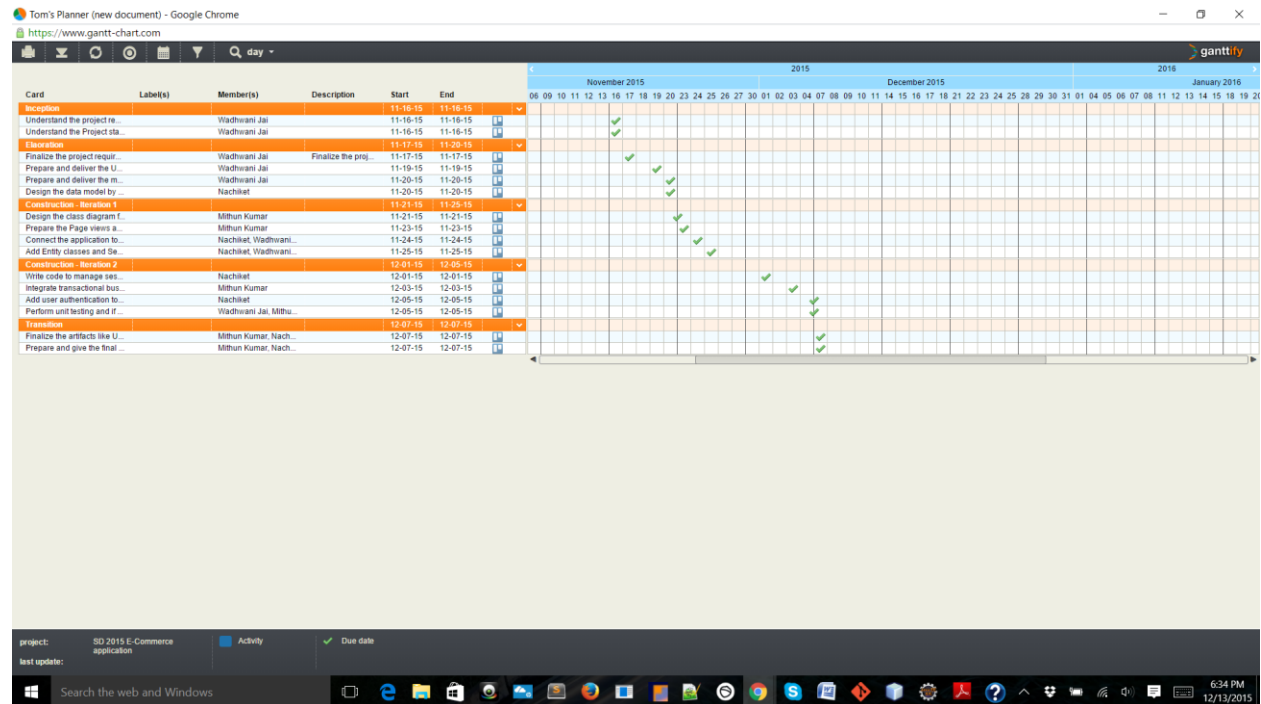 Tom's Planner (new document) - Google Chrome
https://www.gantt-chart.com
day
ganttify
2015 2016
November 2015 December 2015 January 2016
Card Label(s) Member(s) Description Start End 06 09 10 11 12 13 16 17 18 19 20 23 24 25 26 27 30 01 02 03 04 07 08 09 10 11 14 15 16 17 18 21 22 23 24 25 28 29 30 31 01 04 05 06 07 08 11 12 13 14 15 18 19 20
Inception 11-16-15 11-16-15
Understand the project re... Wadhwani Jai 11-16-15 11-16-15
Understand the Project sta... Wadhwani Jai 11-16-15 11-16-15
Elaoration 11-17-15 11-20-15
Finalize the project requir... Wadhwani Jai Finalize the proj... 11-17-15 11-17-15
Prepare and deliver the U... Wadhwani Jai 11-19-15 11-19-15
Prepare and deliver the m... Wadhwani Jai 11-20-15 11-20-15
Design the data model by ... Nachiket 11-20-15 11-20-15
Construction - Iteration 1 11-21-15 11-25-15
Design the class diagram f... Mithun Kumar 11-21-15 11-21-15
Prepare the Page views a... Mithun Kumar 11-23-15 11-23-15
Connect the application to... Nachiket, Wadhwani... 11-24-15 11-24-15
Add Entity classes and Se... Nachiket, Wadhwani... 11-25-15 11-25-15
Construction - Iteration 2 12-01-15 12-05-15
Write code to manage ses... Nachiket 12-01-15 12-01-15
Integrate transactional bus... Mithun Kumar 12-03-15 12-03-15
Add user authentication to... Nachiket 12-05-15 12-05-15
Perform unit testing and if ... Wadhwani Jai, Mithu... 12-05-15 12-05-15
Transition 12-07-15 12-07-15
Finalize the artifacts like U... Mithun Kumar, Nach... 12-07-15 12-07-15
Prepare and give the final ... Mithun Kumar, Nach... 12-07-15 12-07-15
project: SD 2015 E-Commerce application Activity Due date
last update:
Search the web and Windows
6:34 PM
12/13/2015